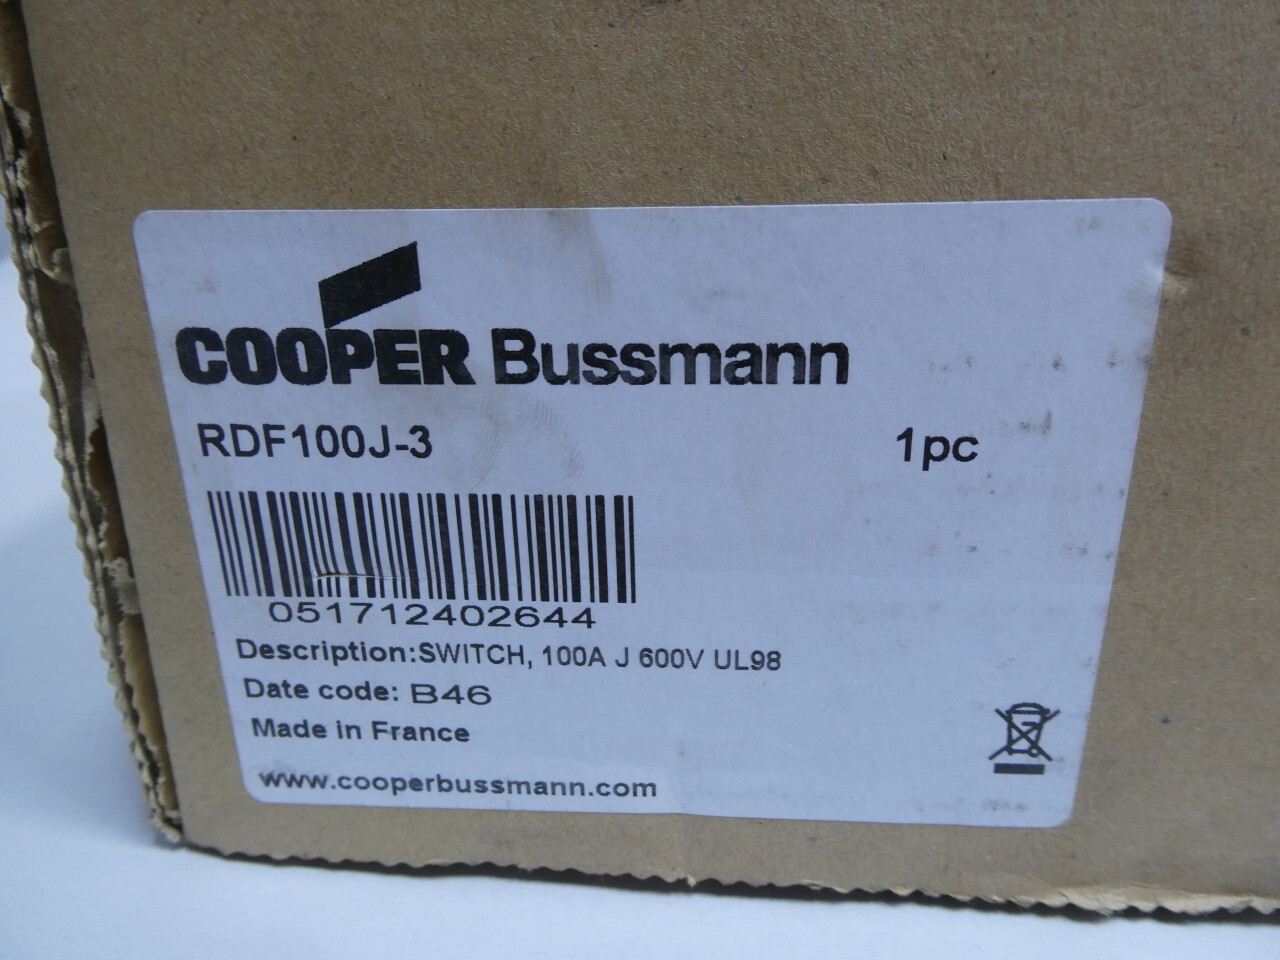 COOPER Bussmann
RDF100J-3 1pc
051712402644
Description:SWITCH, 100A J 600V UL98
Date code: B46
Made in France
www.cooperbussmann.com